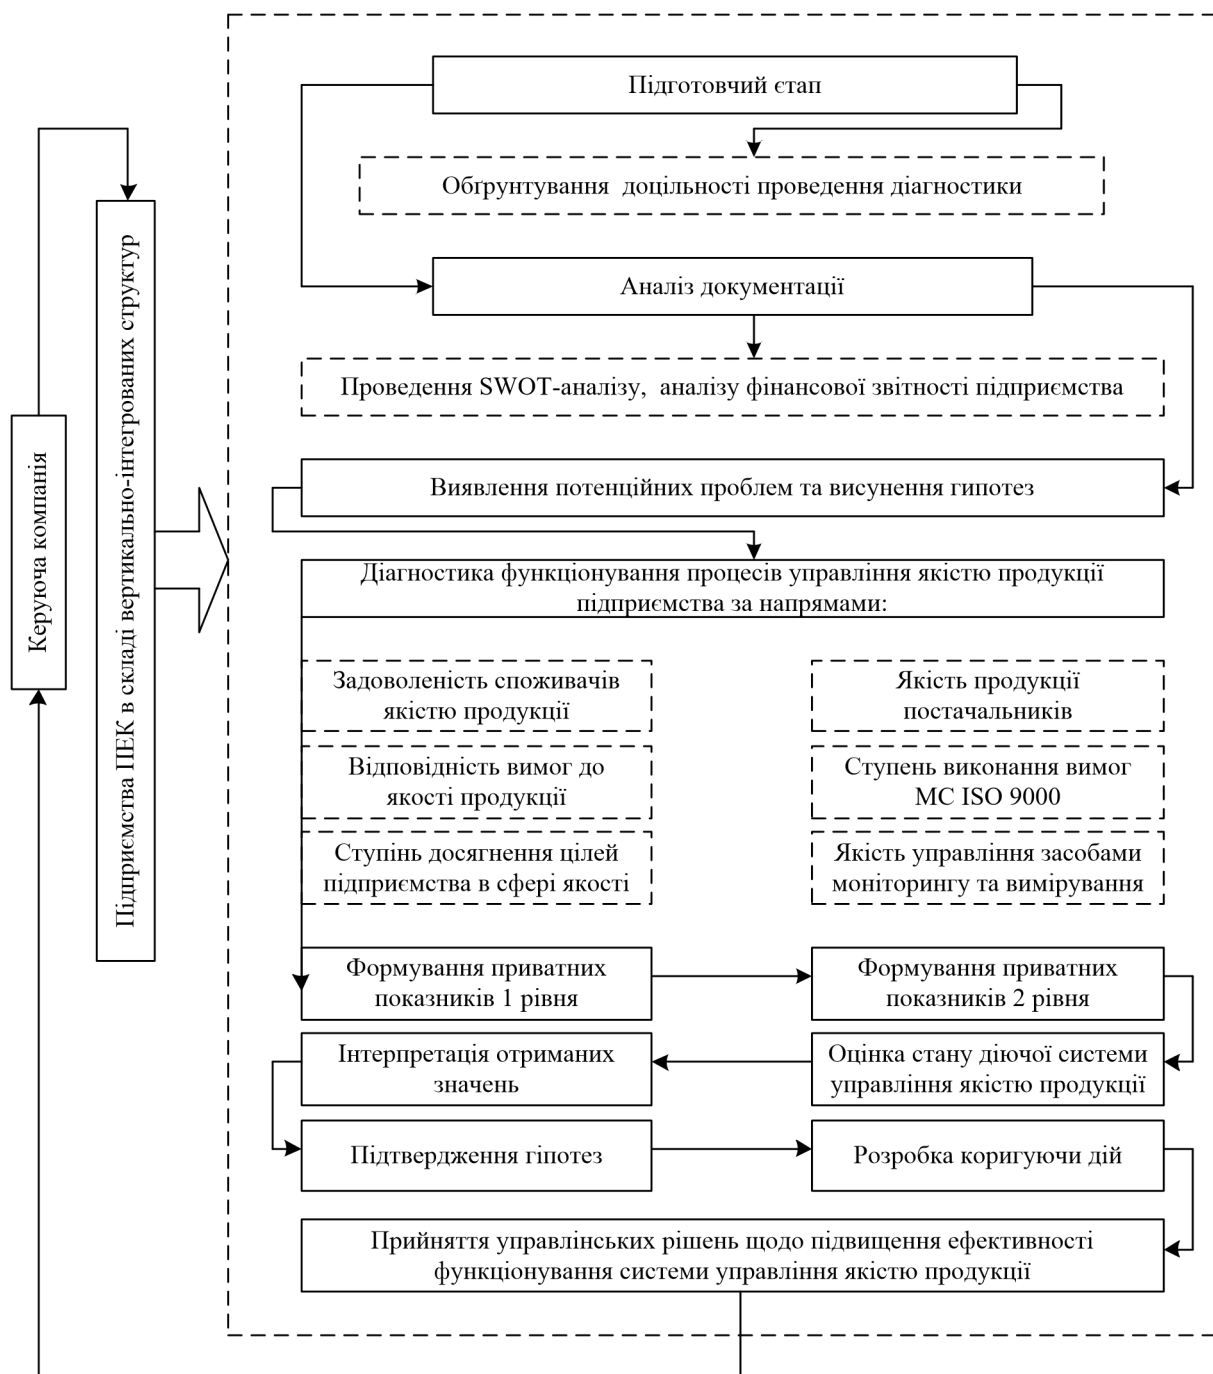 Підготовчий етап
Обґрунтування доцільності проведення діагностики
Аналіз документації
Проведення SWOT-аналізу, аналізу фінансової звітності підприємства
Керуюча компанія
Підприємства ПЕК в складі вертикально-інтегрованих структур
Виявлення потенційних проблем та висунення гипотез
Діагностика функціонування процесів управління якістю продукції
підприємства за напрямами:
Задоволеність споживачів
якістю продукції
Якість продукції
постачальників
Відповідність вимог до
якості продукції
Ступень виконання вимог
МС ISO 9000
Ступінь досягнення цілей
підприємства в сфері якості
Якість управління засобами
моніторингу та вимірування
Формування приватних
показників 1 рівня
Формування приватних
показників 2 рівня
Інтерпретація отриманих
значень
Оцінка стану діючої системи
управління якістю продукції
Підтвердження гіпотез
Розробка коригуючи дій
Прийняття управлінських рішень щодо підвищення ефективності
функціонування системи управління якістю продукції